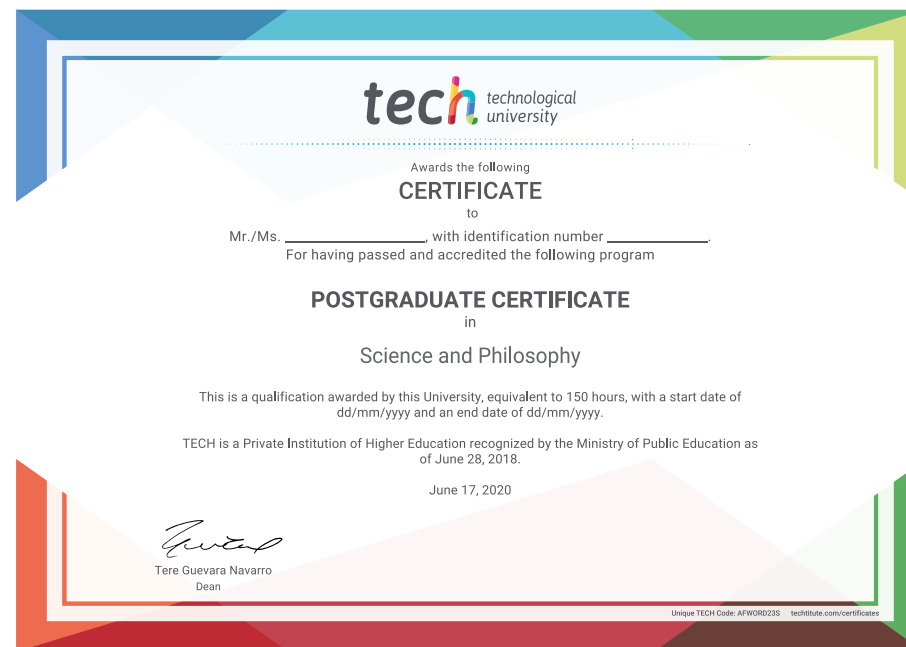 tech technological
university
Awards the following
CERTIFICATE
to
Mr./Ms. ____________________, with identification number ______________.
For having passed and accredited the following program
POSTGRADUATE CERTIFICATE
in
Science and Philosophy
This is a qualification awarded by this University, equivalent to 150 hours, with a start date of
dd/mm/yyyy and an end date of dd/mm/yyyy.
TECH is a Private Institution of Higher Education recognized by the Ministry of Public Education as
of June 28, 2018.
June 17, 2020
Tere Guevara Navarro
Dean
Unique TECH Code: AFWORD23S techtitute.com/certificates